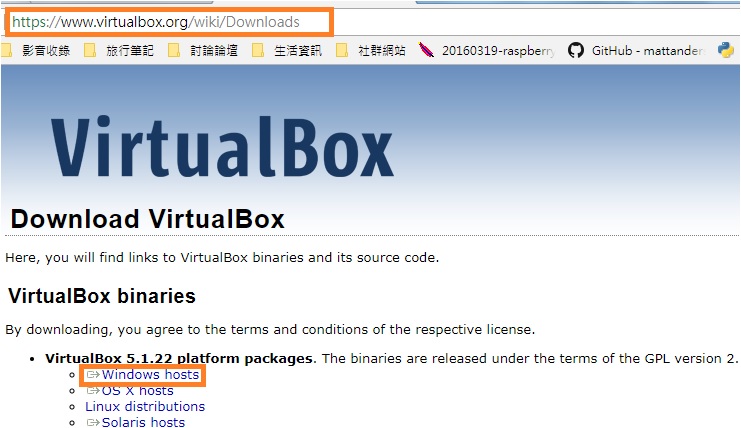 https://www.virtualbox.org/wiki/Downloads
影音收錄 旅行筆記 討論論壇 生活資訊 社群網站 20160319-raspberry GitHub - mattander
VirtualBox
Download VirtualBox
Here, you will find links to VirtualBox binaries and its source code.
VirtualBox binaries
By downloading, you agree to the terms and conditions of the respective license.
• VirtualBox 5.1.22 platform packages. The binaries are released under the terms of the GPL version 2.
Windows hosts
OS X hosts
Linux distributions
Solaris hosts